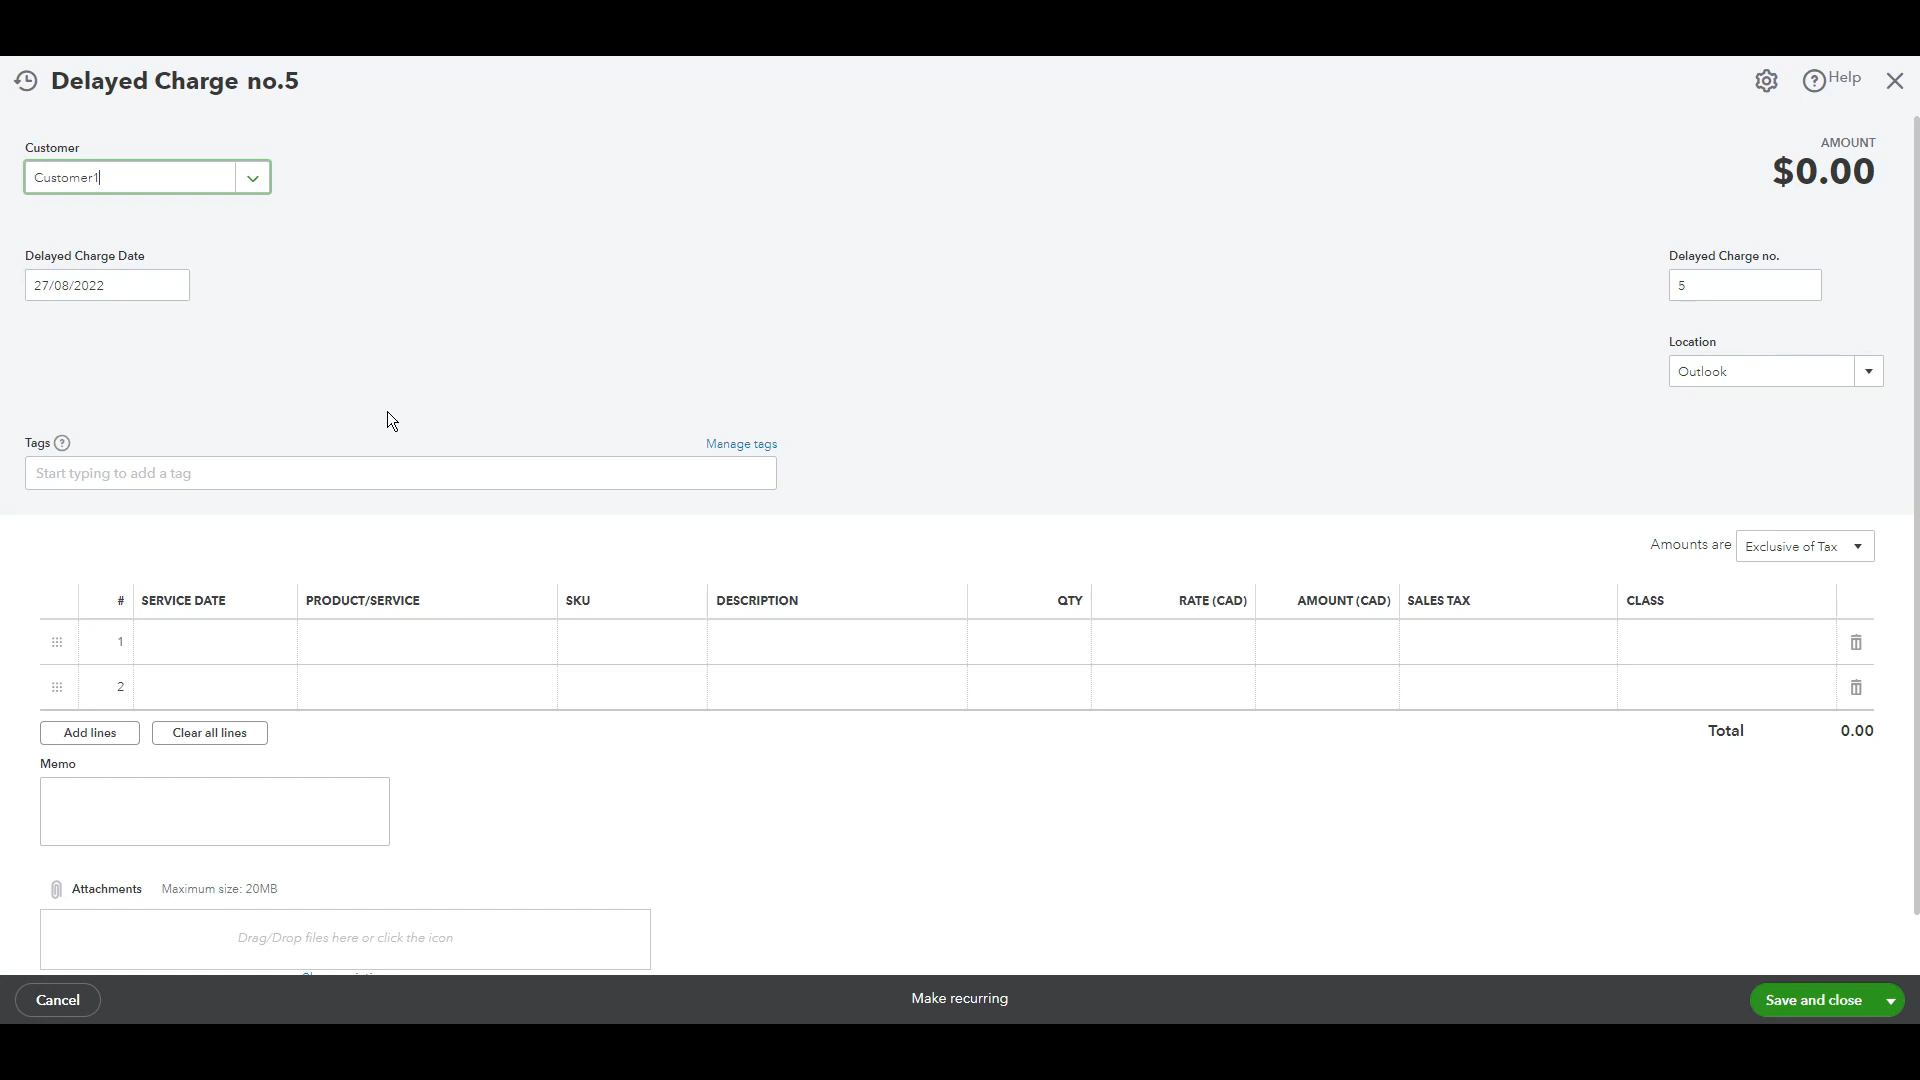 Delayed Charge no.5
Help
Customer
Customer1
AMOUNT
$0.00
Delayed Charge Date
27/08/2022
Delayed Charge no.
5
Location
Outlook
Tags ?
Manage tags
Start typing to add a tag
Amounts are Exclusive of Tax
# SERVICE DATE PRODUCT/SERVICE SKU DESCRIPTION QTY RATE (CAD) AMOUNT (CAD) SALES TAX CLASS
1
2
Add lines Clear all lines
Total 0.00
Memo
Attachments Maximum size: 20MB
Drag/Drop files here or click the icon
Cancel
Make recurring
Save and close